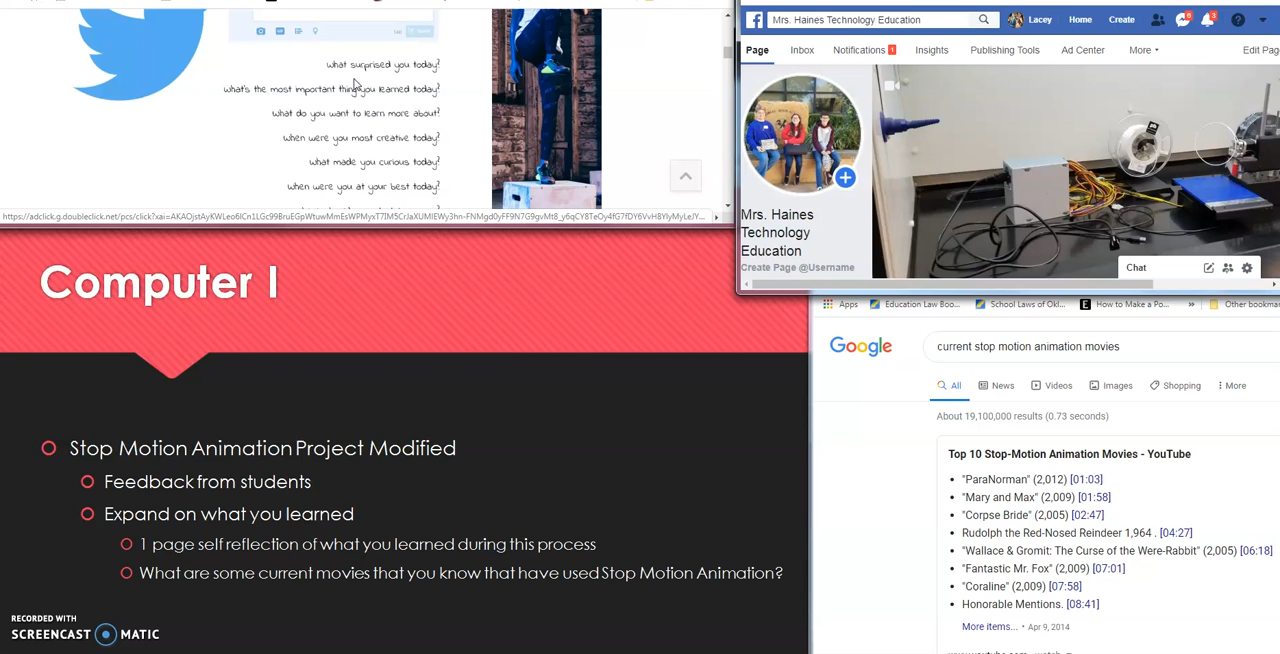 What surprised you today?
What's the most important thing you learned today?
What do you want to learn more about?
When were you most creative today?
What made you curious today?
When were you at your best today?
Mrs. Haines Technology Education
Lacey
Home
Create
Page
Inbox
Notifications
Insights
Publishing Tools
Ad Center
More
Edit Pag
Mrs. Haines
Technology
Education
Create Page @Username
Chat
Computer I
Stop Motion Animation Project Modified
Feedback from students
Expand on what you learned
1 page self reflection of what you learned during this process
What are some current movies that you know that have used Stop Motion Animation?
RECORDED WITH
SCREENCAST MATIC
Apps
Education Law Boo...
School Laws of Okl...
How to Make a Po...
»
Other bookma
Google
current stop motion animation movies
All
News
Videos
Images
Shopping
More
About 19,100,000 results (0.73 seconds)
Top 10 Stop-Motion Animation Movies - YouTube
"ParaNorman" (2,012) [01:03]
"Mary and Max" (2,009) [01:58]
"Corpse Bride" (2,005) [02:47]
Rudolph the Red-Nosed Reindeer 1,964 . [04:27]
"Wallace & Gromit: The Curse of the Were-Rabbit" (2,005) [06:18]
"Fantastic Mr. Fox" (2,009) [07:01]
"Coraline" (2,009) [07:58]
Honorable Mentions. [08:41]
More items... • Apr 9, 2014